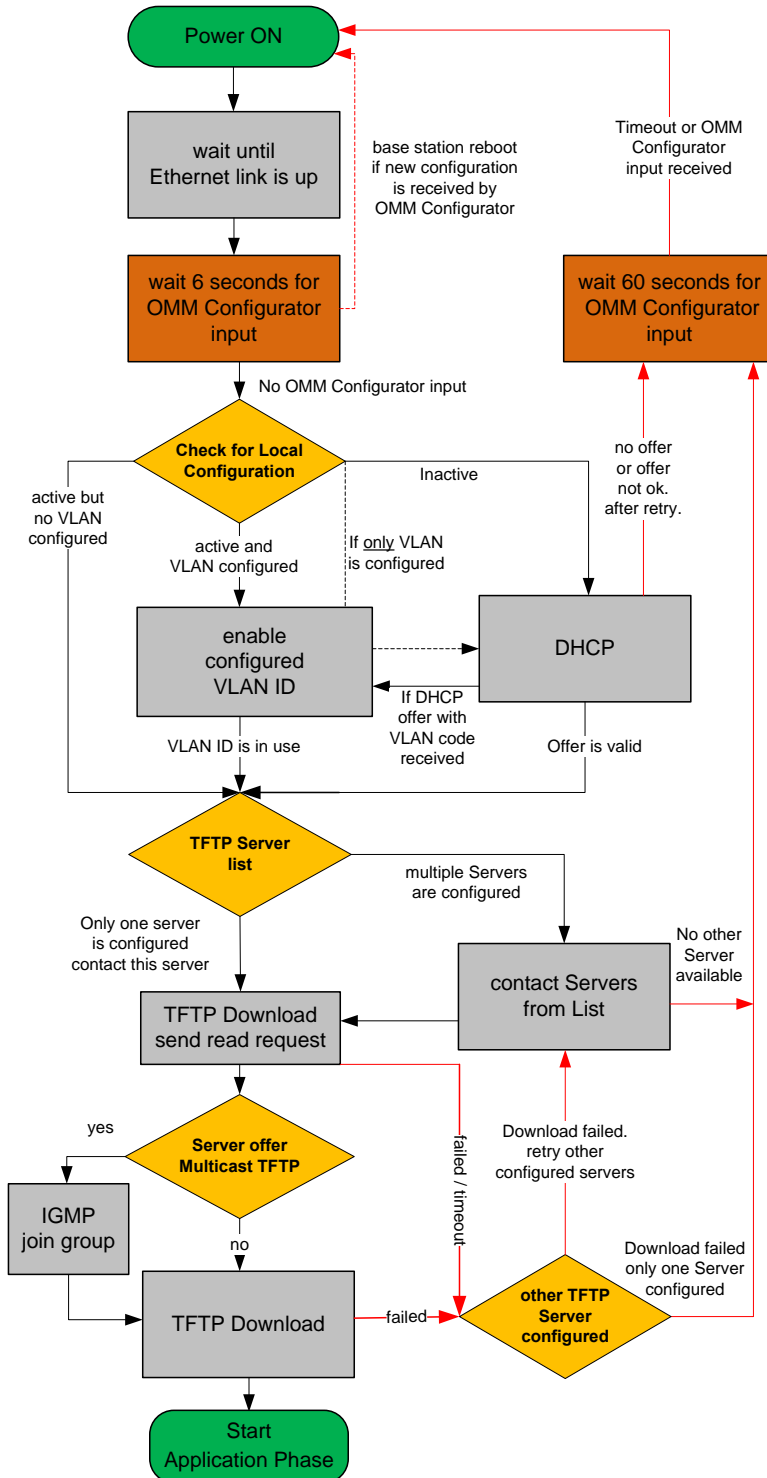 Power ON
wait until
Ethernet link is up
base station reboot
if new configuration
is received by
OMM Configurator
Timeout or OMM
Configurator
input received
wait 6 seconds for
OMM Configurator
input
wait 60 seconds for
OMM Configurator
input
No OMM Configurator input
Check for Local
Configuration
Inactive
no offer
or offer
not ok.
after retry.
active but
no VLAN
configured
active and
VLAN configured
If only VLAN
is configured
enable
configured
VLAN ID
DHCP
If DHCP
offer with
VLAN code
received
VLAN ID is in use
Offer is valid
TFTP Server
list
multiple Servers
are configured
Only one server
is configured
contact this server
No other
Server
available
contact Servers
from List
TFTP Download
send read request
yes
Server offer
Multicast TFTP
failed / timeout
Download failed.
retry other
configured servers
IGMP
join group
no
Download failed
only one Server
configured
TFTP Download
failed
other TFTP
Server
configured
Start
Application Phase